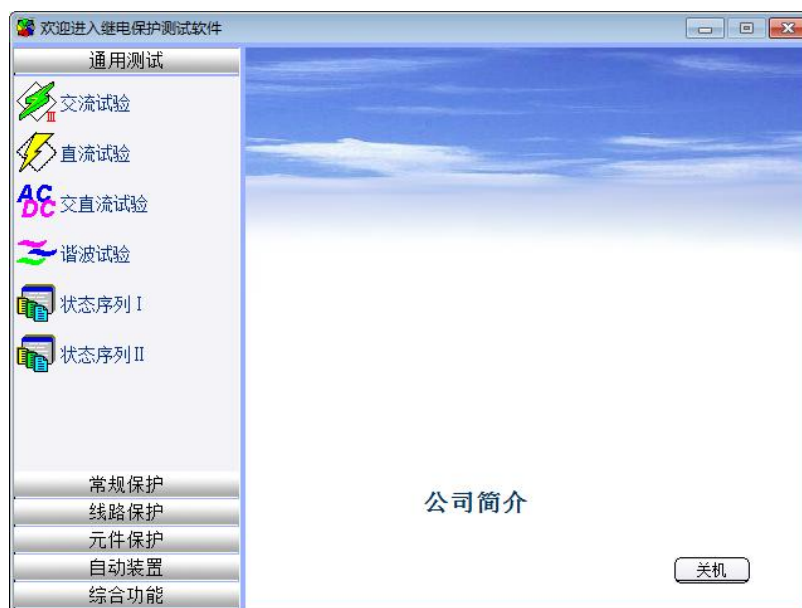 欢迎进入继电保护测试软件
通用测试
交流试验
直流试验
AC
DC 交直流试验
谐波试验
状态序列Ⅰ
状态序列Ⅱ
常规保护
线路保护
元件保护
自动装置
综合功能
公司简介
关机